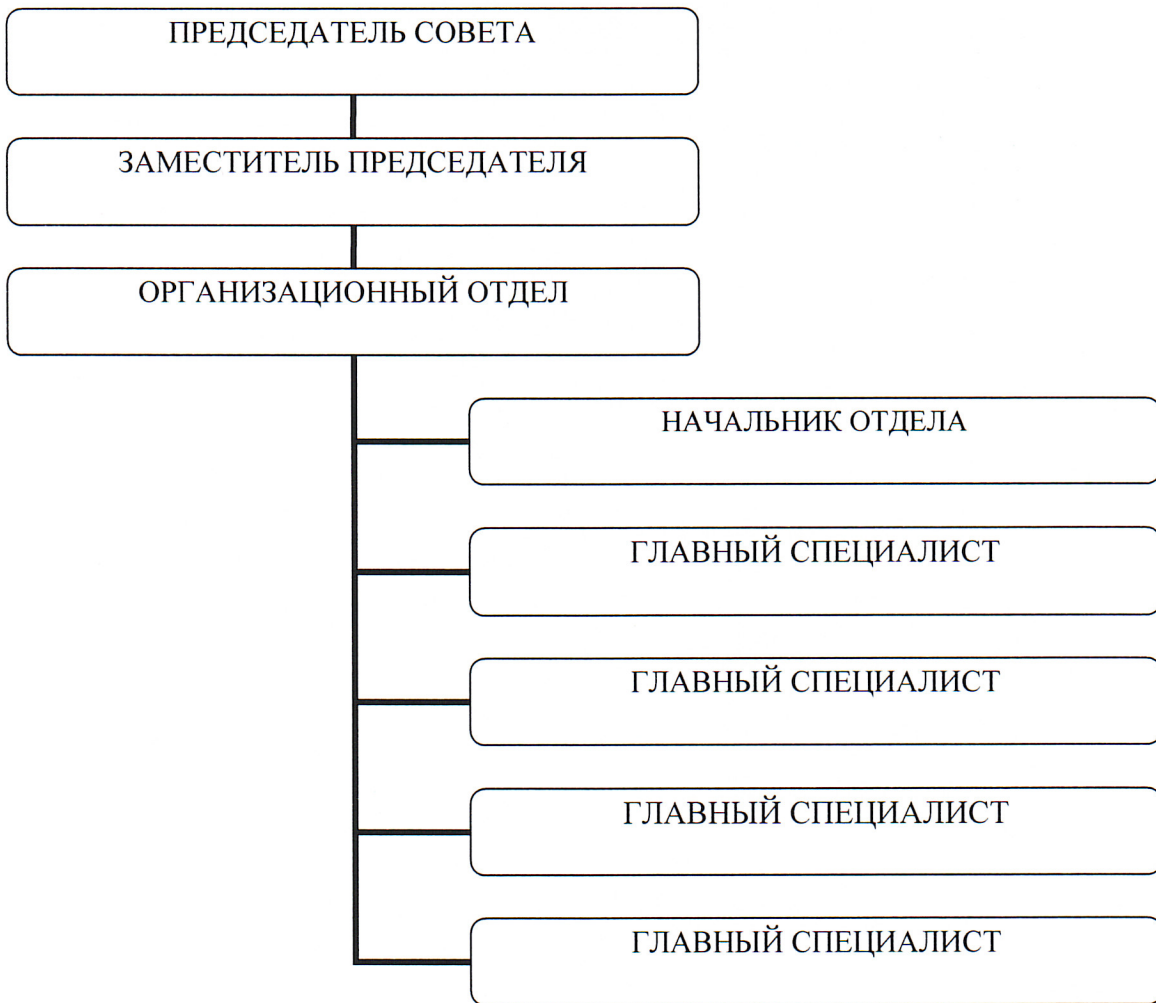 ПРЕДСЕДАТЕЛЬ СОВЕТА
ЗАМЕСТИТЕЛЬ ПРЕДСЕДАТЕЛЯ
ОРГАНИЗАЦИОННЫЙ ОТДЕЛ
НАЧАЛЬНИК ОТДЕЛА
ГЛАВНЫЙ СПЕЦИАЛИСТ
ГЛАВНЫЙ СПЕЦИАЛИСТ
ГЛАВНЫЙ СПЕЦИАЛИСТ
ГЛАВНЫЙ СПЕЦИАЛИСТ